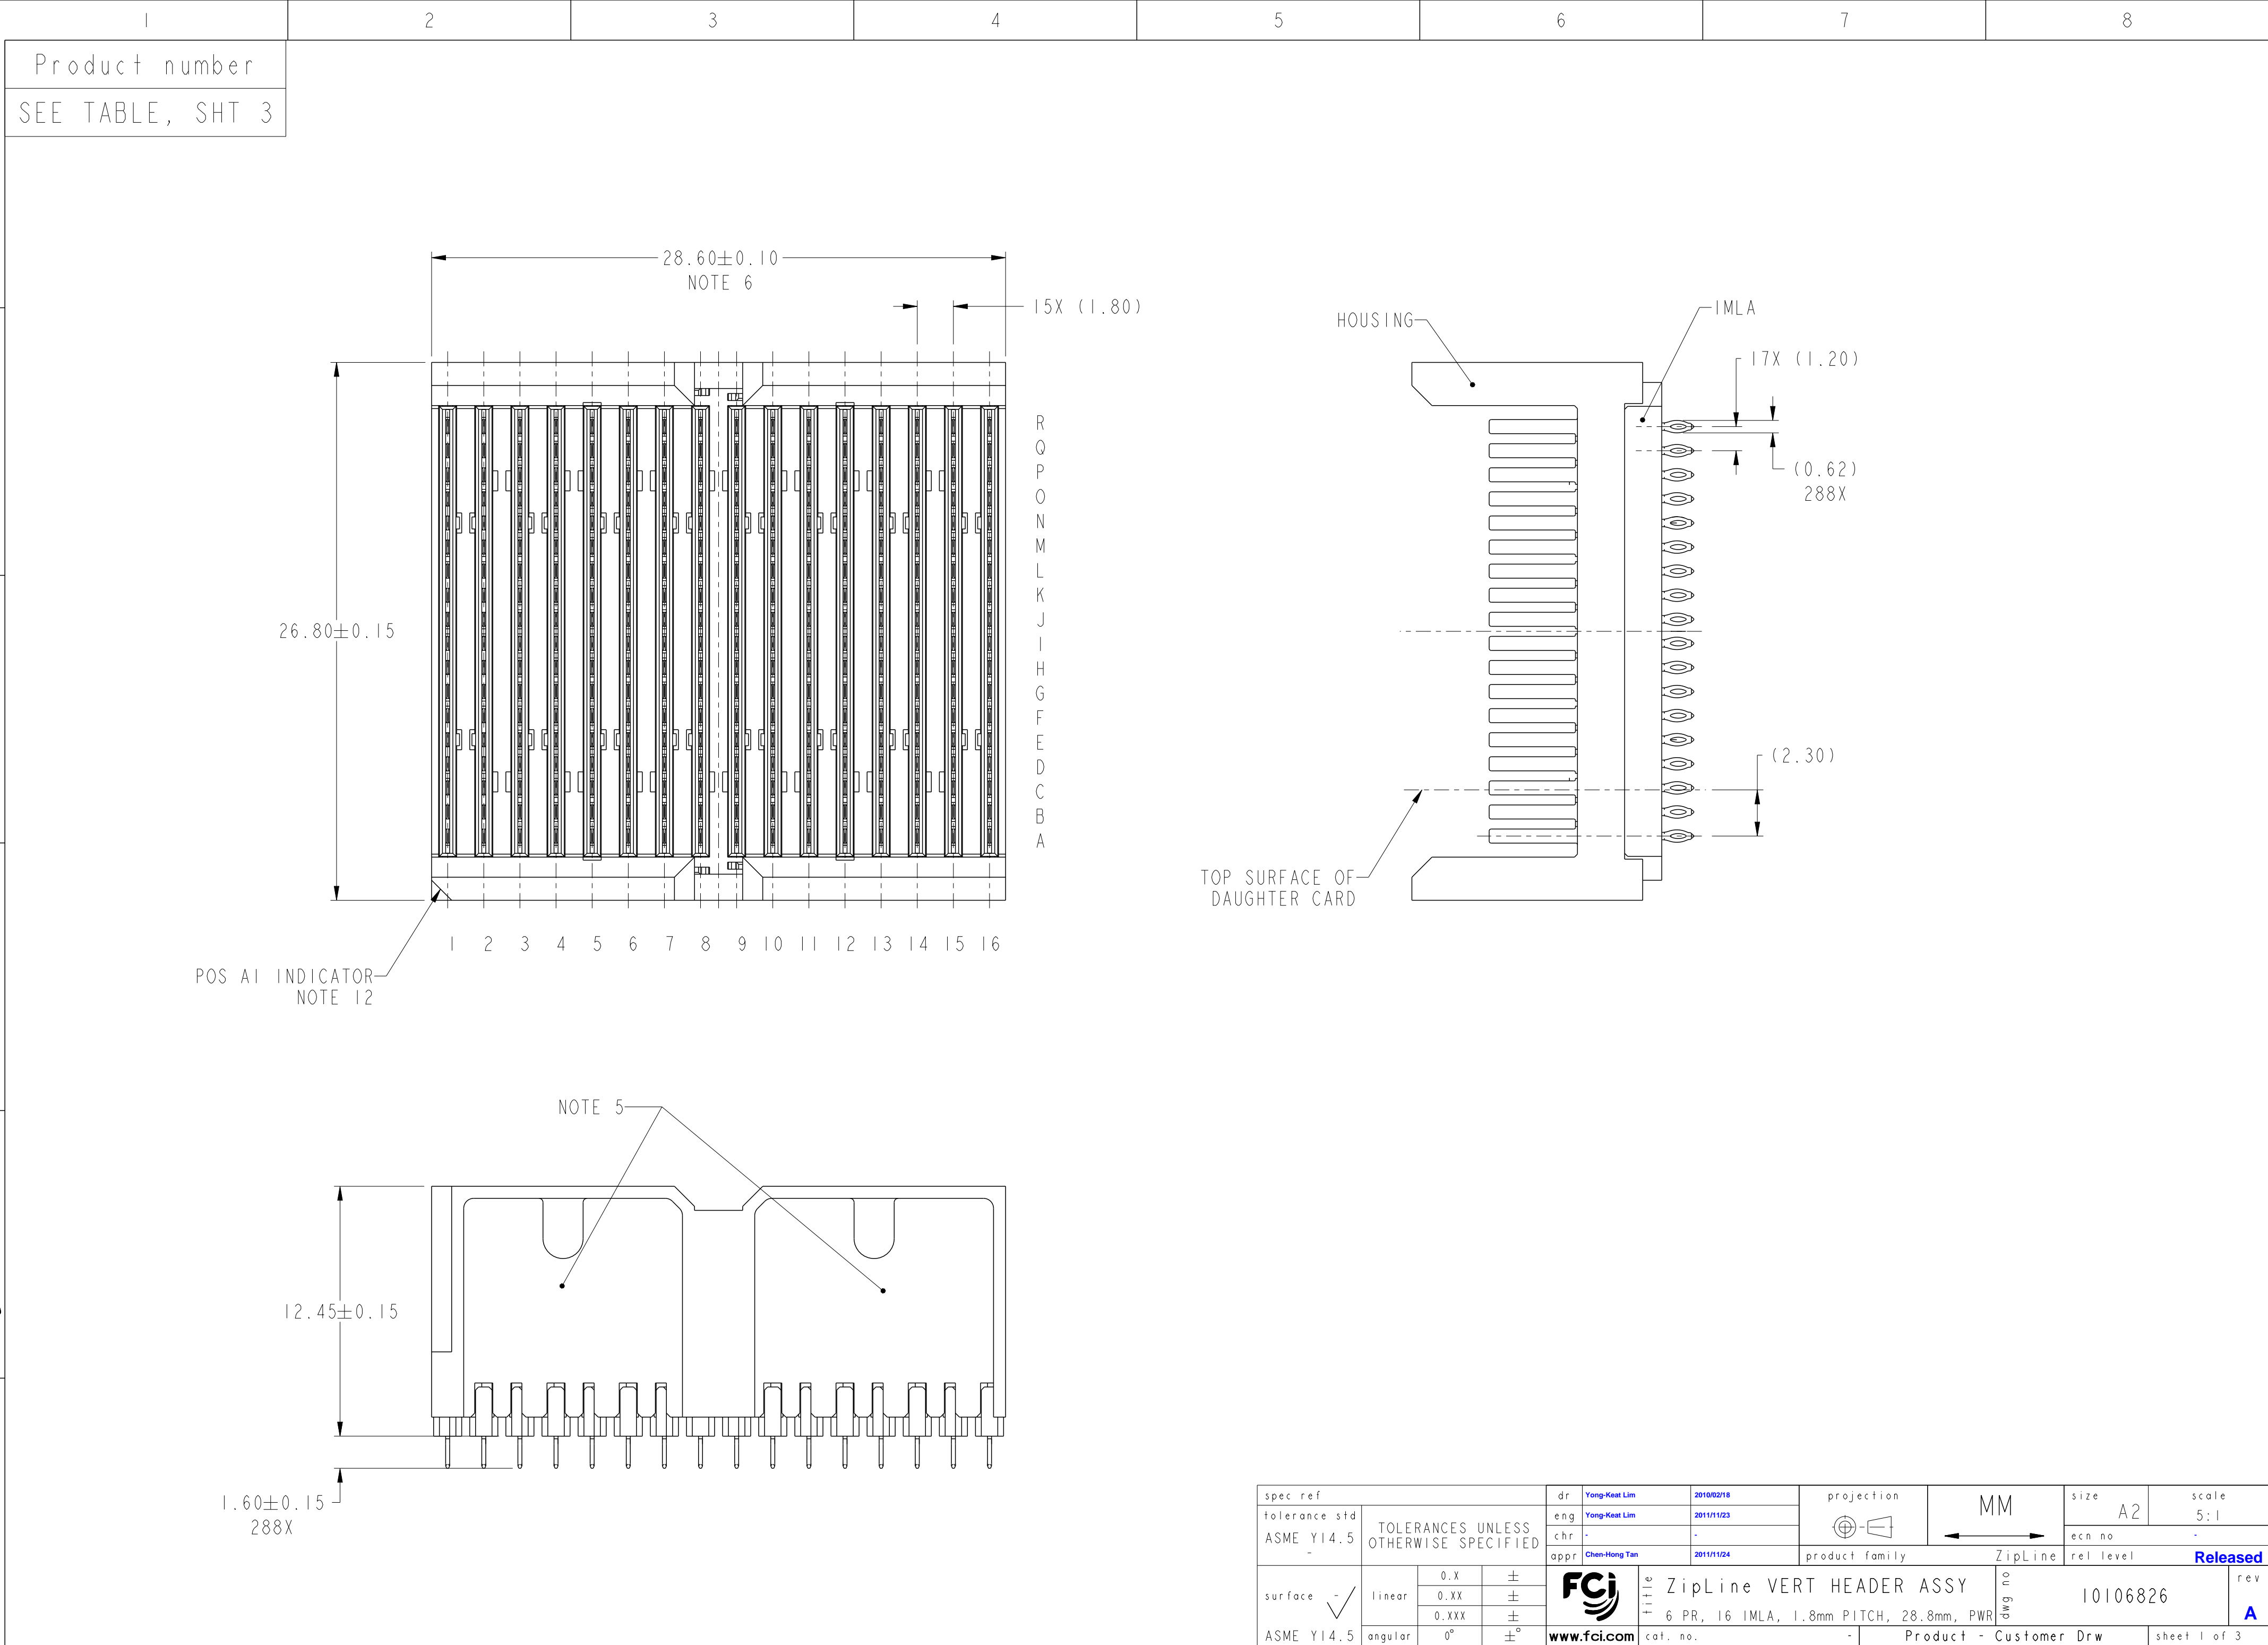 1 2 3 4 5 6 7 8
Product number
SEE TABLE, SHT 3
28.60±0.10
NOTE 6
15X (1.80)
HOUSING
IMLA
17X (1.20)
(0.62)
288X
R
Q
P
O
N
M
L
K
J
I
H
G
F
E
D
C
B
A
26.80±0.15
(2.30)
TOP SURFACE OF
DAUGHTER CARD
1 2 3 4 5 6 7 8 9 10 11 12 13 14 15 16
POS A1 INDICATOR
NOTE 12
NOTE 5
12.45±0.15
1.60±0.15
288X
spec ref
tolerance std
ASME Y14.5
-
TOLERANCES UNLESS
OTHERWISE SPECIFIED
dr Yong-Keat Lim 2010/02/18
eng Yong-Keat Lim 2011/11/23
chr - -
appr Chen-Hong Tan 2011/11/24
projection
MM
size A2
scale 5:1
ecn no -
product family ZipLine
rel level Released
surface -
ASME Y14.5
linear
0.X ±
0.XX ±
0.XXX ±
angular 0° ±°
FCi
www.fci.com
title ZipLine VERT HEADER ASSY
6 PR, 16 IMLA, 1.8mm PITCH, 28.8mm, PWR
dwg no 10106826
rev A
cat. no. -
Product - Customer Drw
sheet 1 of 3